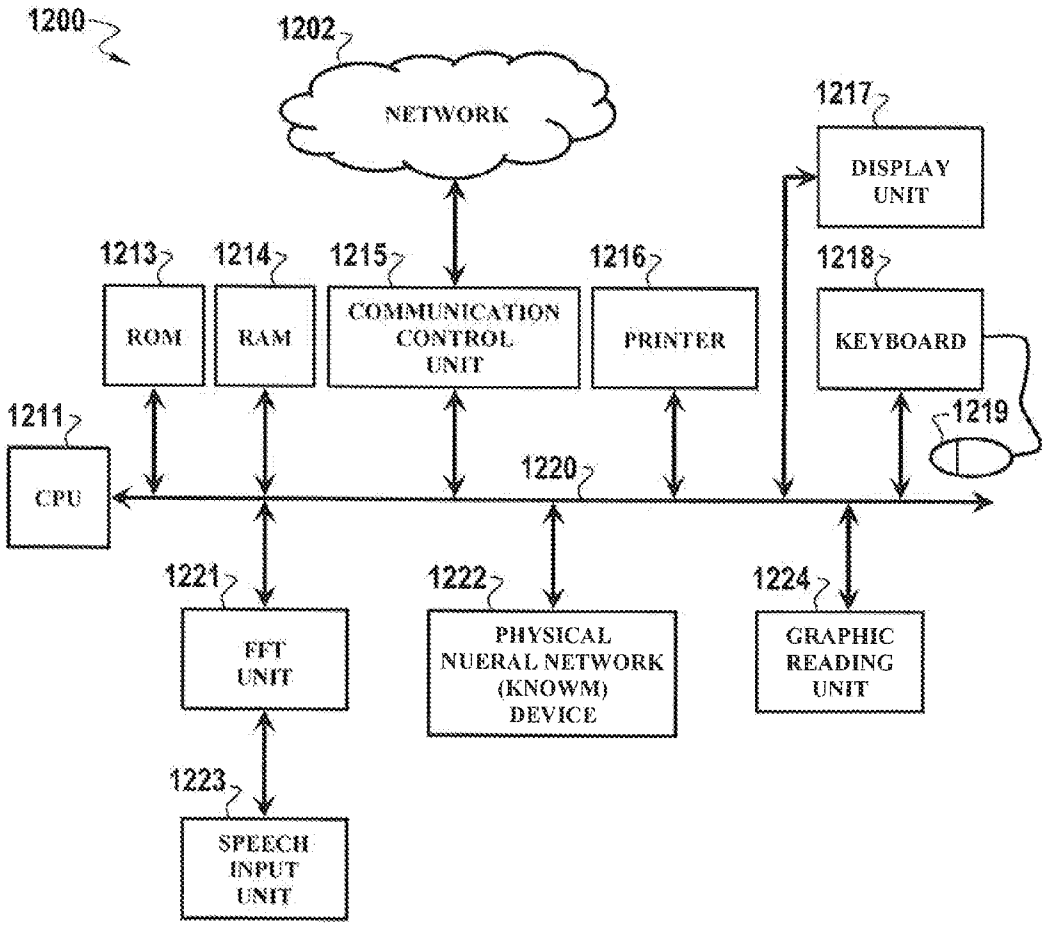 1200
1202
NETWORK
1217
DISPLAY
UNIT
1213
ROM
1214
RAM
1215
COMMUNICATION
CONTROL
UNIT
1216
PRINTER
1218
KEYBOARD
1219
1211
CPU
1220
1221
FFT
UNIT
1222
PHYSICAL
NUERAL NETWORK
(KNOWM)
DEVICE
1224
GRAPHIC
READING
UNIT
1223
SPEECH
INPUT
UNIT